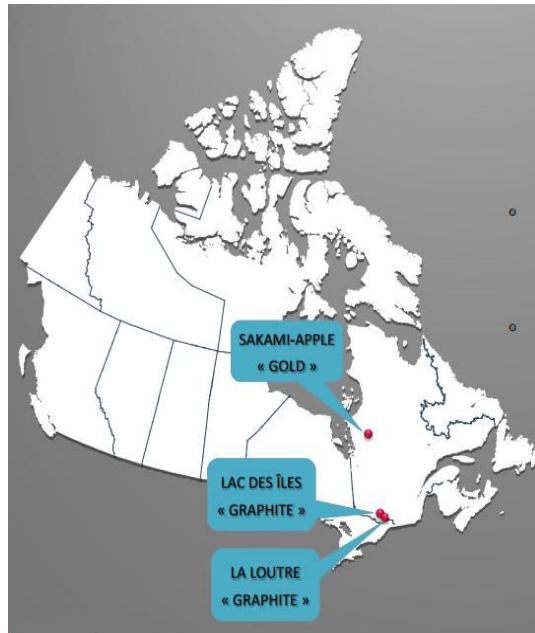 SAKAMI-APPLE
« GOLD »
LAC DES ÎLES
« GRAPHITE »
LA LOUTRE
« GRAPHITE »